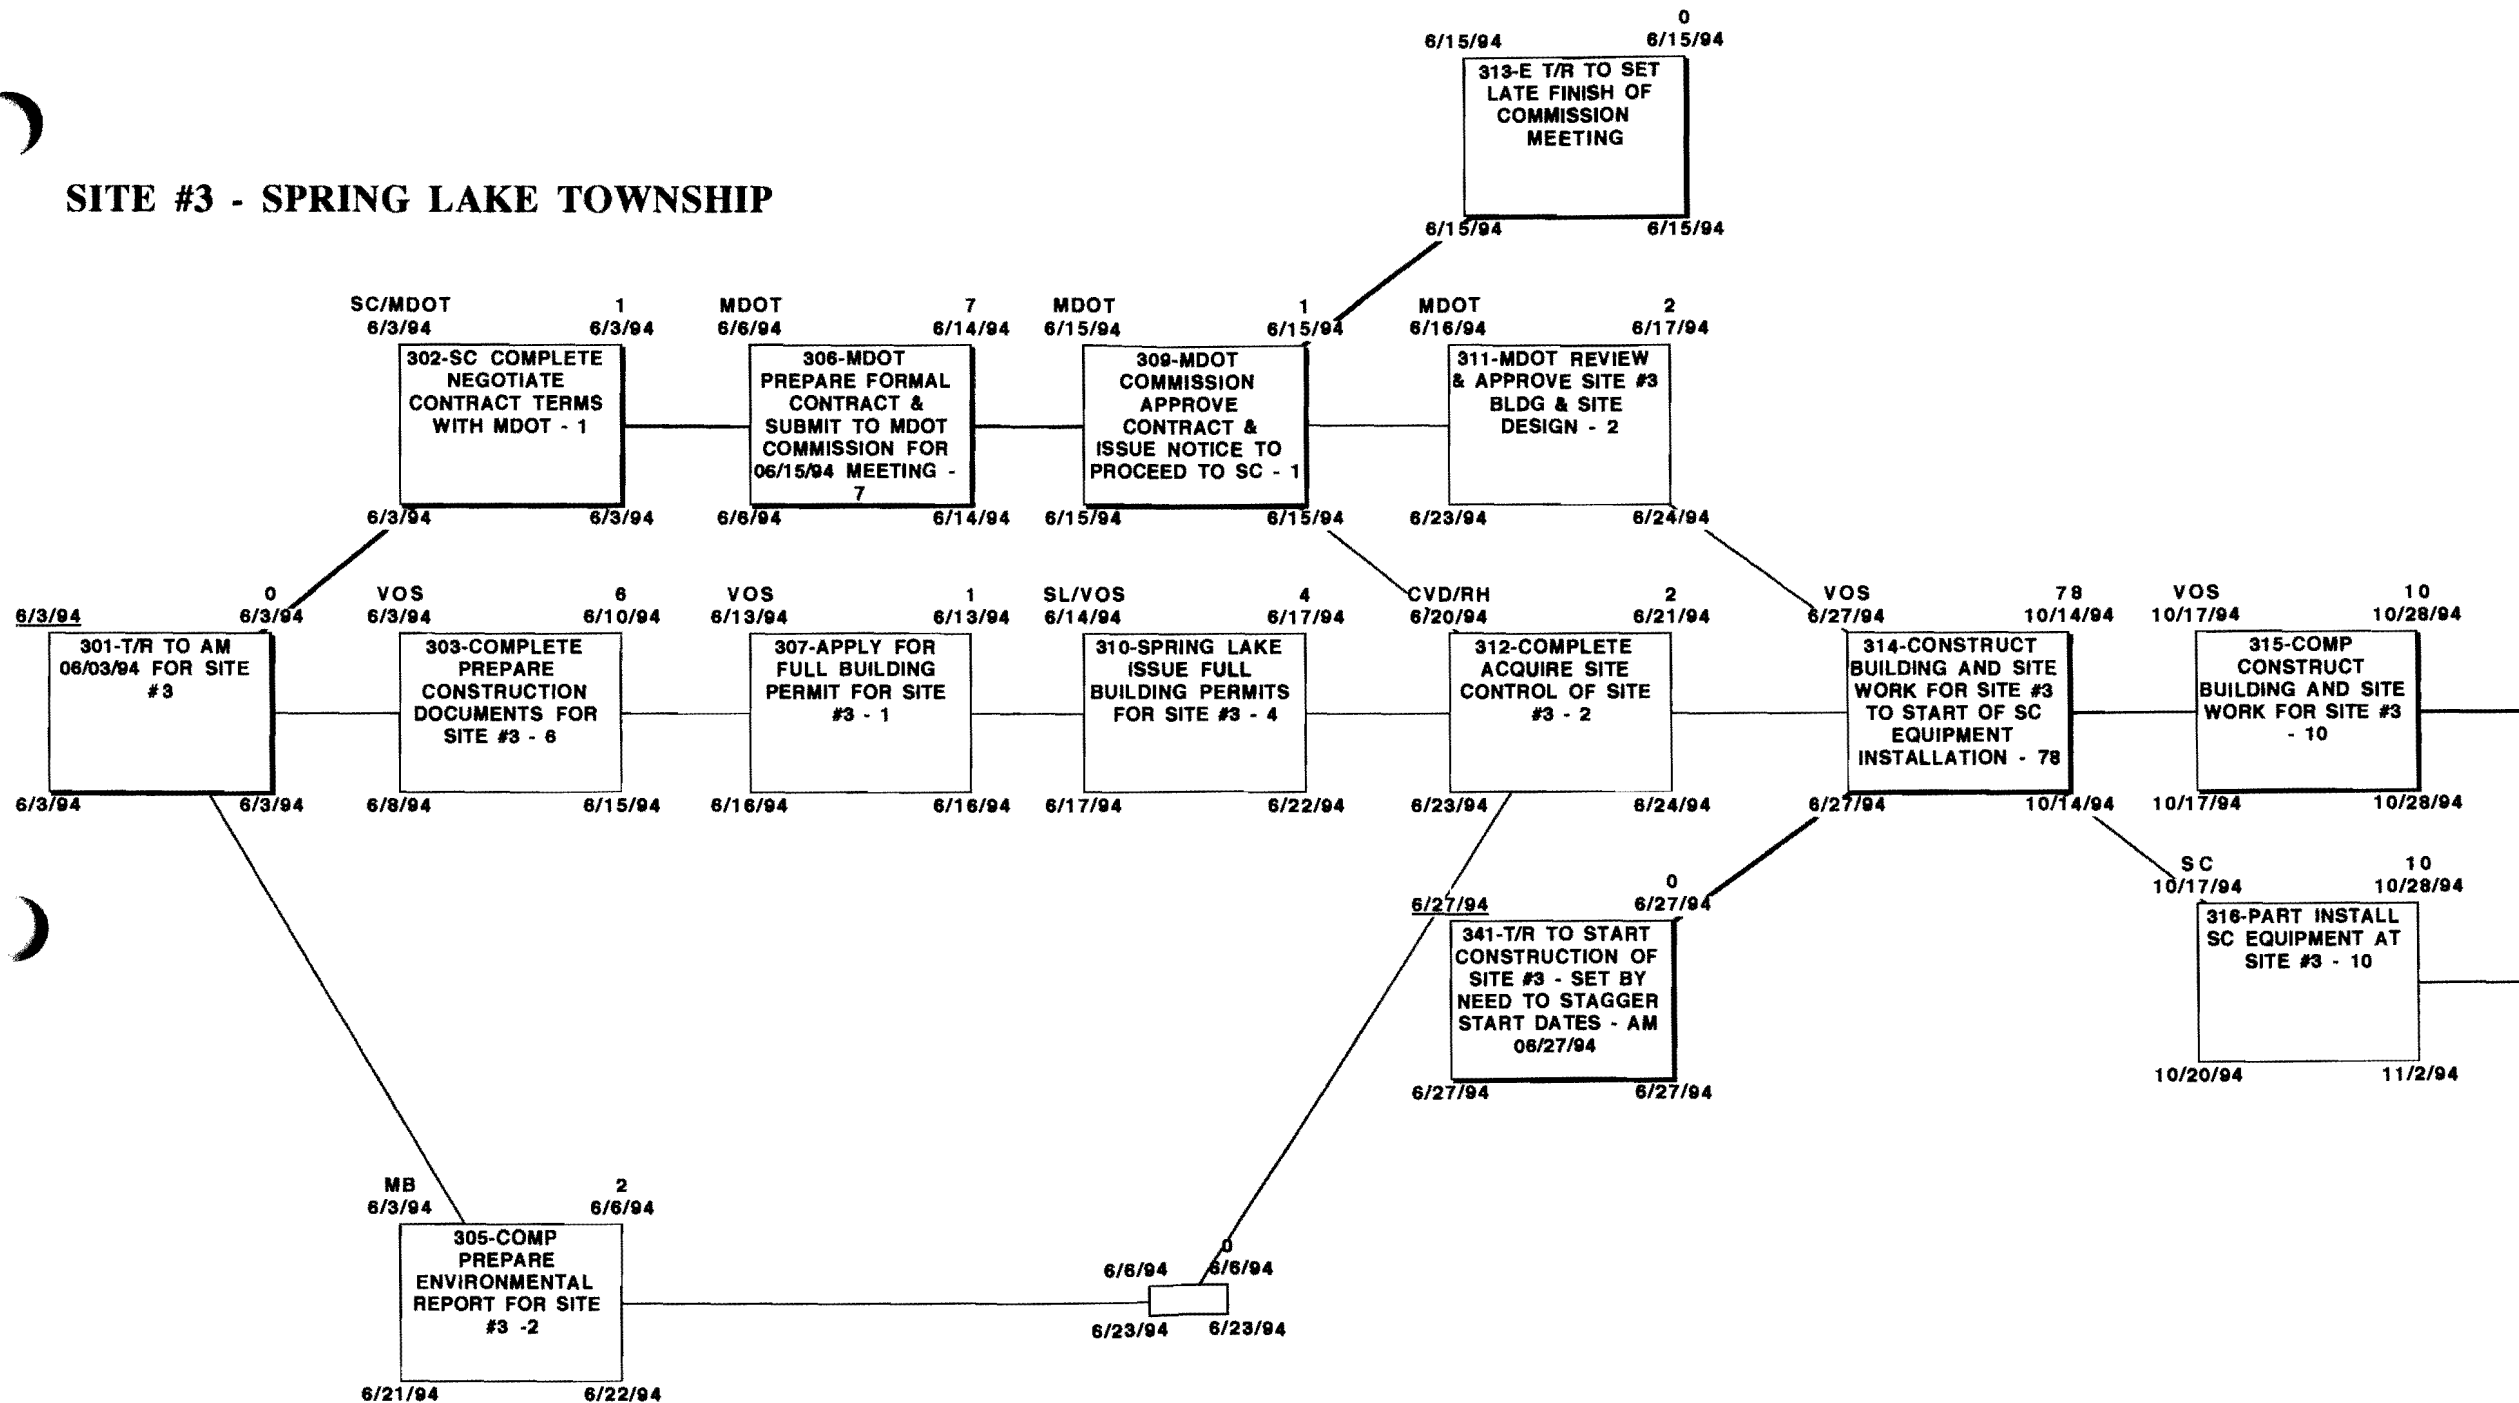 0
6/15/94 6/15/94
313-E T/R TO SET
LATE FINISH OF
COMMISSION
MEETING
6/15/94 6/15/94
SITE #3 - SPRING LAKE TOWNSHIP
SC/MDOT 1
6/3/94 6/3/94
302-SC COMPLETE
NEGOTIATE
CONTRACT TERMS
WITH MDOT - 1
6/3/94 6/3/94
MDOT 7
6/6/94 6/14/94
306-MDOT
PREPARE FORMAL
CONTRACT &
SUBMIT TO MDOT
COMMISSION FOR
06/15/94 MEETING -
7
6/6/94 6/14/94
MDOT 1
6/15/94 6/15/94
309-MDOT
COMMISSION
APPROVE
CONTRACT &
ISSUE NOTICE TO
PROCEED TO SC - 1
6/15/94 6/15/94
MDOT 2
6/16/94 6/17/94
311-MDOT REVIEW
& APPROVE SITE #3
BLDG & SITE
DESIGN - 2
6/23/94 6/24/94
0
6/3/94 6/3/94
301-T/R TO AM
06/03/94 FOR SITE
#3
6/3/94 6/3/94
VOS 6
6/3/94 6/10/94
303-COMPLETE
PREPARE
CONSTRUCTION
DOCUMENTS FOR
SITE #3 - 6
6/8/94 6/15/94
VOS 1
6/13/94 6/13/94
307-APPLY FOR
FULL BUILDING
PERMIT FOR SITE
#3 - 1
6/16/94 6/16/94
SL/VOS 4
6/14/94 6/17/94
310-SPRING LAKE
ISSUE FULL
BUILDING PERMITS
FOR SITE #3 - 4
6/17/94 6/22/94
CVD/RH 2
6/20/94 6/21/94
312-COMPLETE
ACQUIRE SITE
CONTROL OF SITE
#3 - 2
6/23/94 6/24/94
VOS 78
6/27/94 10/14/94
314-CONSTRUCT
BUILDING AND SITE
WORK FOR SITE #3
TO START OF SC
EQUIPMENT
INSTALLATION - 78
6/27/94 10/14/94
VOS 10
10/17/94 10/28/94
315-COMP
CONSTRUCT
BUILDING AND SITE
WORK FOR SITE #3
- 10
10/17/94 10/28/94
0
6/27/94 6/27/94
341-T/R TO START
CONSTRUCTION OF
SITE #3 - SET BY
NEED TO STAGGER
START DATES - AM
06/27/94
6/27/94 6/27/94
SC 10
10/17/94 10/28/94
316-PART INSTALL
SC EQUIPMENT AT
SITE #3 - 10
10/20/94 11/2/94
MB 2
6/3/94 6/6/94
305-COMP
PREPARE
ENVIRONMENTAL
REPORT FOR SITE
#3 -2
6/21/94 6/22/94
0
6/6/94 6/6/94
6/23/94 6/23/94